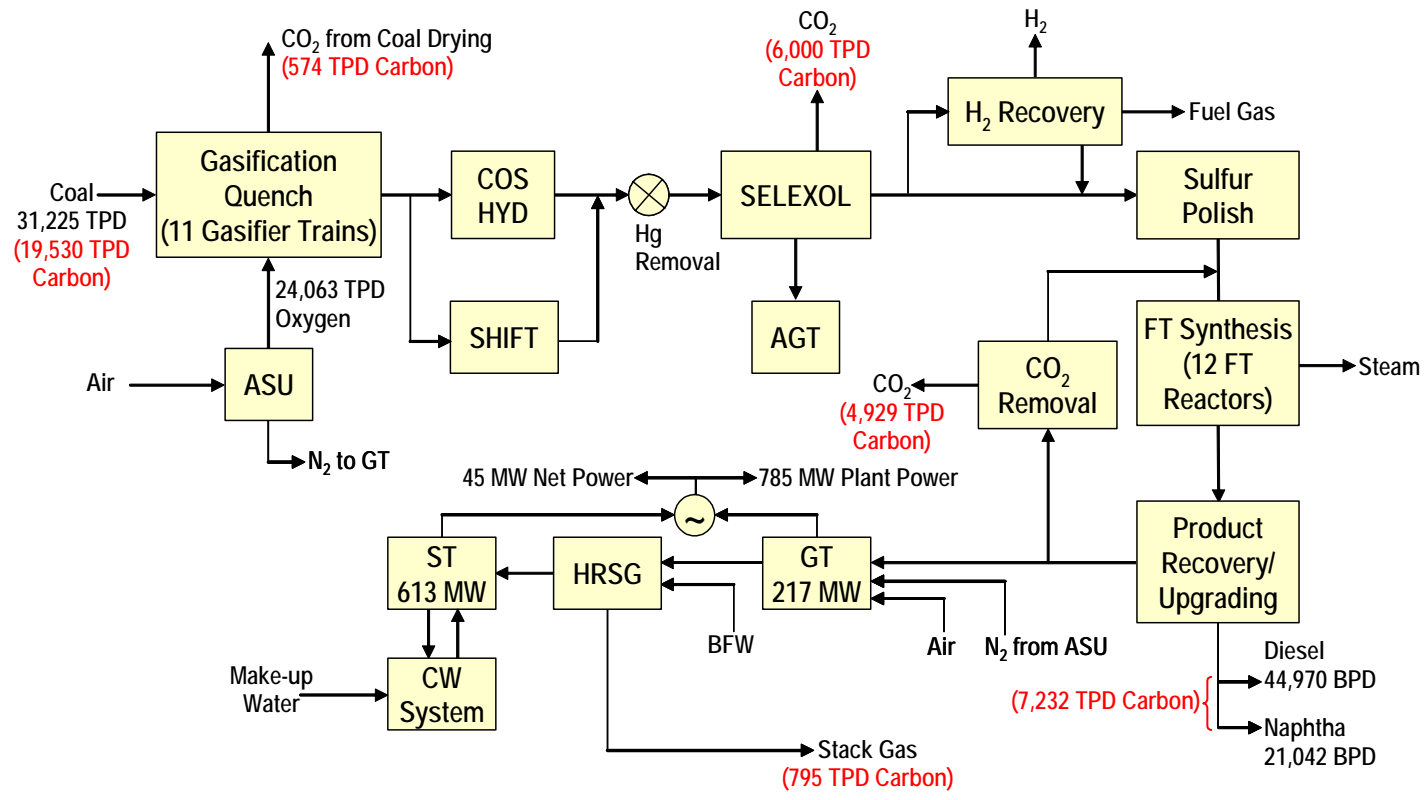 CO2 from Coal Drying
(574 TPD Carbon)
CO2
(6,000 TPD
Carbon)
H2
H2 Recovery
Fuel Gas
Coal
31,225 TPD
(19,530 TPD
Carbon)
Gasification
Quench
(11 Gasifier Trains)
COS
HYD
Hg
Removal
SELEXOL
Sulfur
Polish
24,063 TPD
Oxygen
SHIFT
AGT
Air
ASU
N2 to GT
CO2
(4,929 TPD
Carbon)
CO2
Removal
FT Synthesis
(12 FT
Reactors)
Steam
45 MW Net Power
785 MW Plant Power
~
ST
613 MW
HRSG
GT
217 MW
Product
Recovery/
Upgrading
BFW
Air
N2 from ASU
Make-up
Water
CW
System
Diesel
44,970 BPD
(7,232 TPD Carbon)
Naphtha
21,042 BPD
Stack Gas
(795 TPD Carbon)